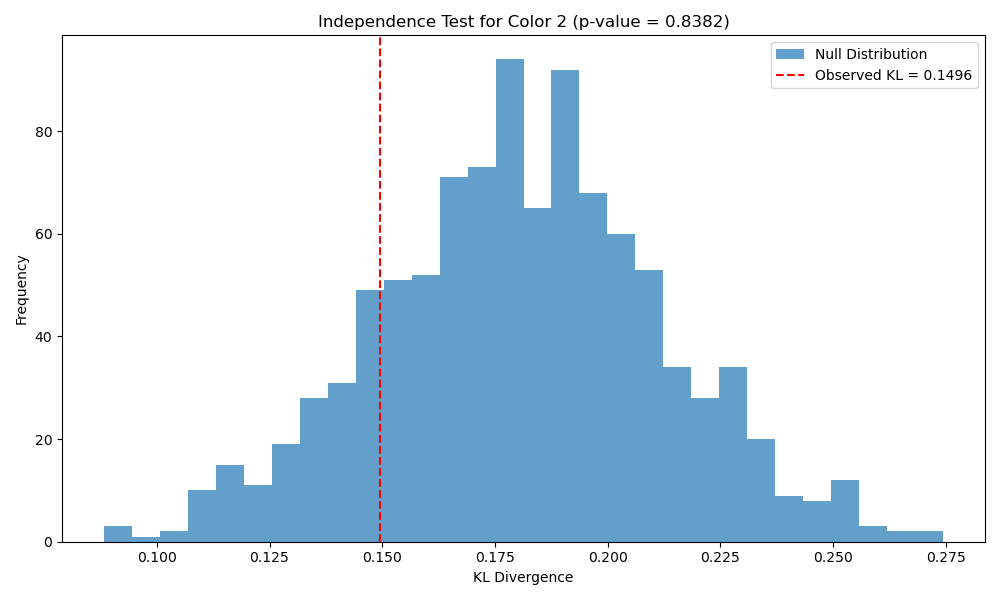 Independence Test for Color 2 (p-value = 0.8382)
Null Distribution
Observed KL = 0.1496
Frequency
80
60
40
20
0
0.100 0.125 0.150 0.175 0.200 0.225 0.250 0.275
KL Divergence